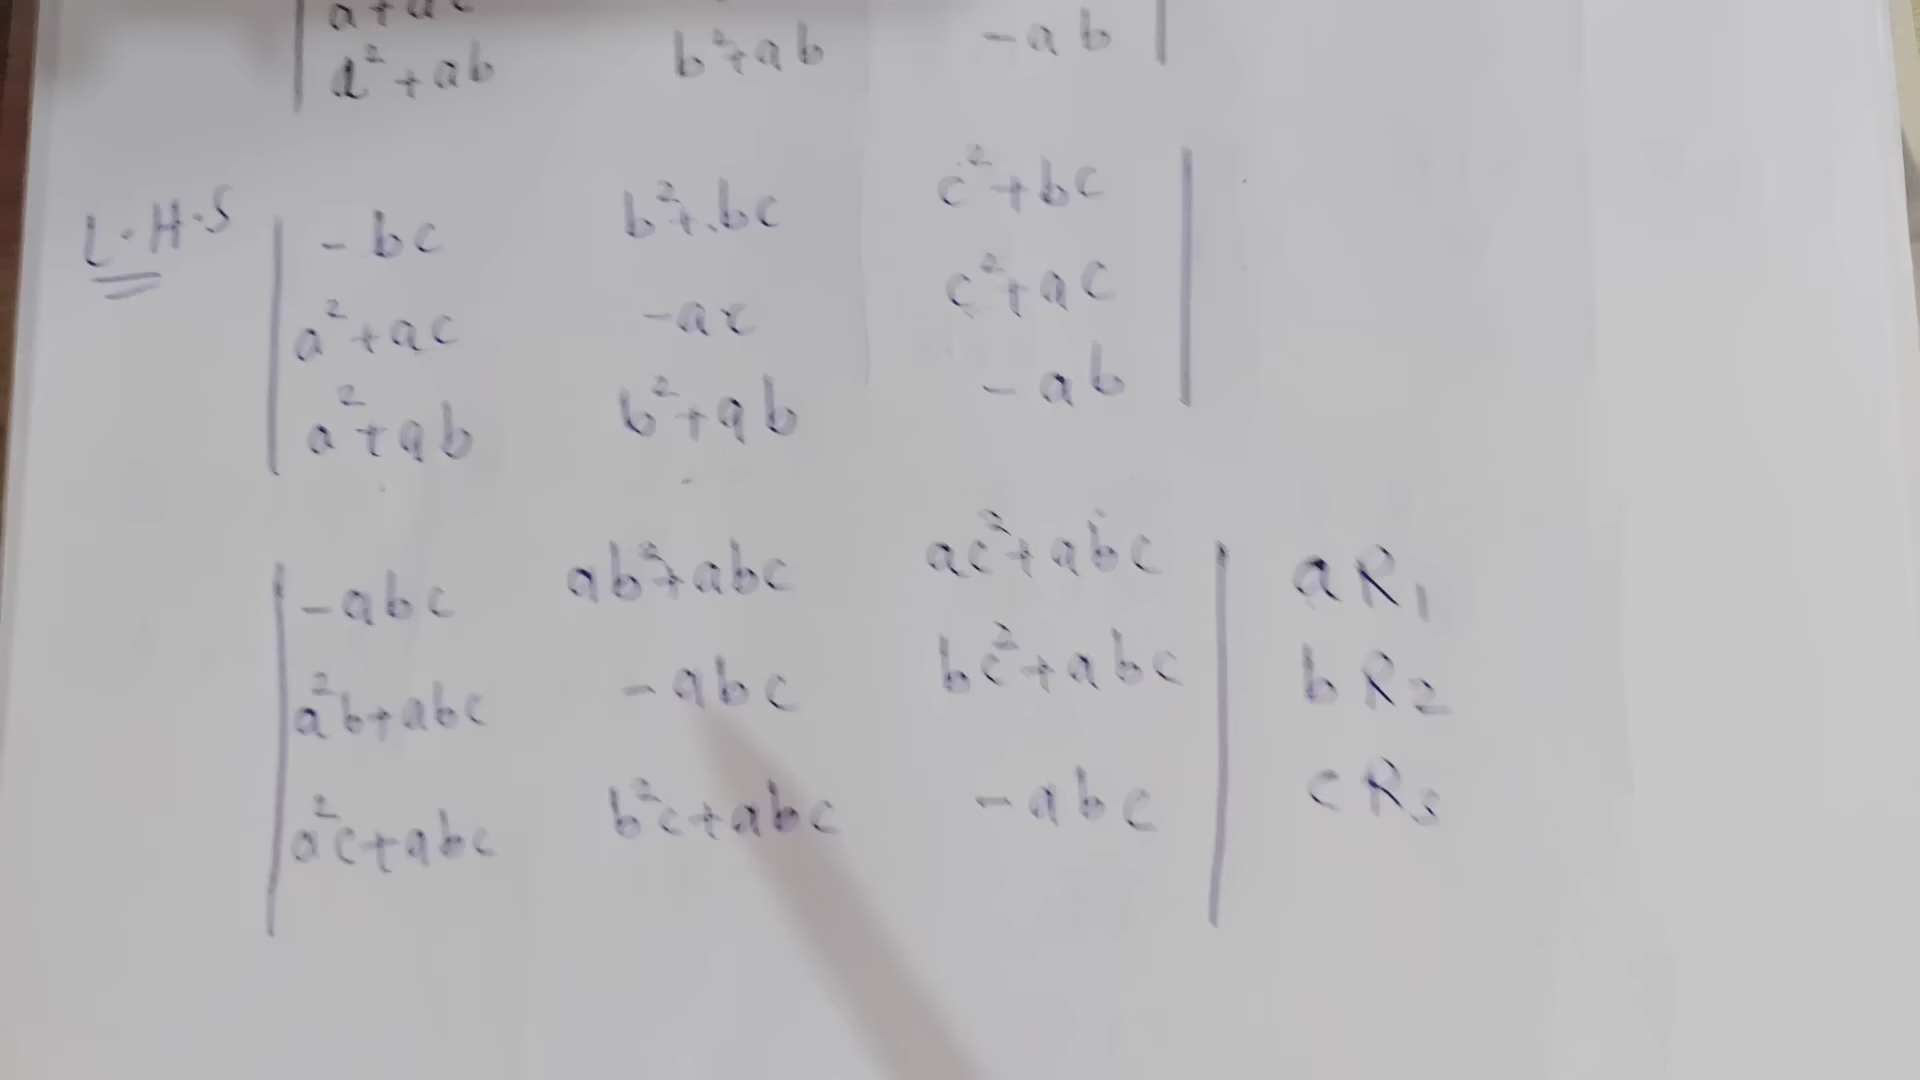 a²+ab b²+ab -ab
L.H.S -bc b²+bc c²+bc
a²+ac -ac c²+ac
a²+ab b²+ab -ab
-abc ab²+abc ac²+abc aR₁
a²b+abc -abc bc²+abc bR₂
a²c+abc b²c+abc -abc cR₃